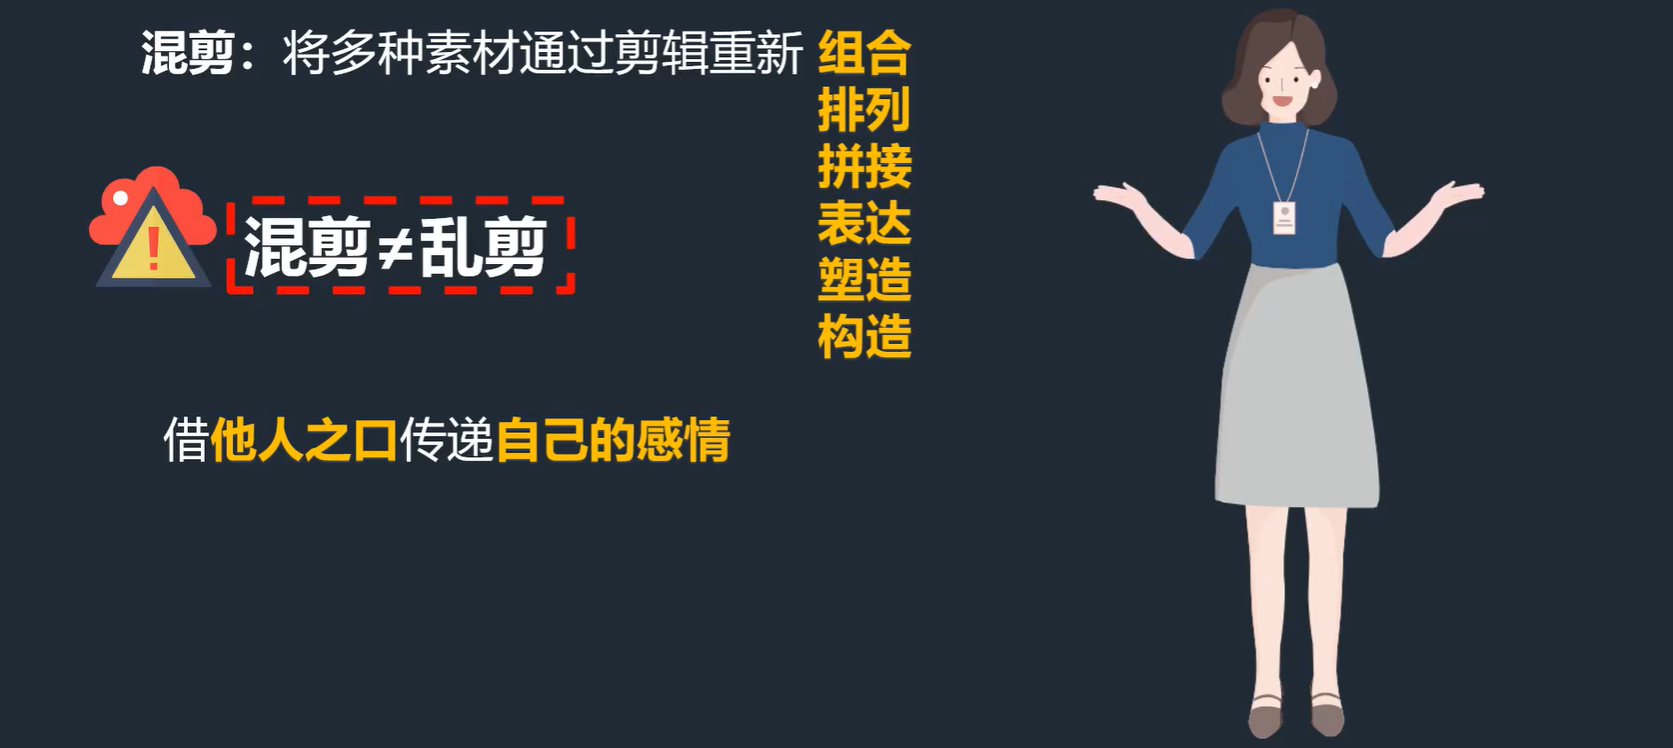 混剪：将多种素材通过剪辑重新 组合
排列
拼接
表达
塑造
构造
混剪≠乱剪
借他人之口传递自己的感情